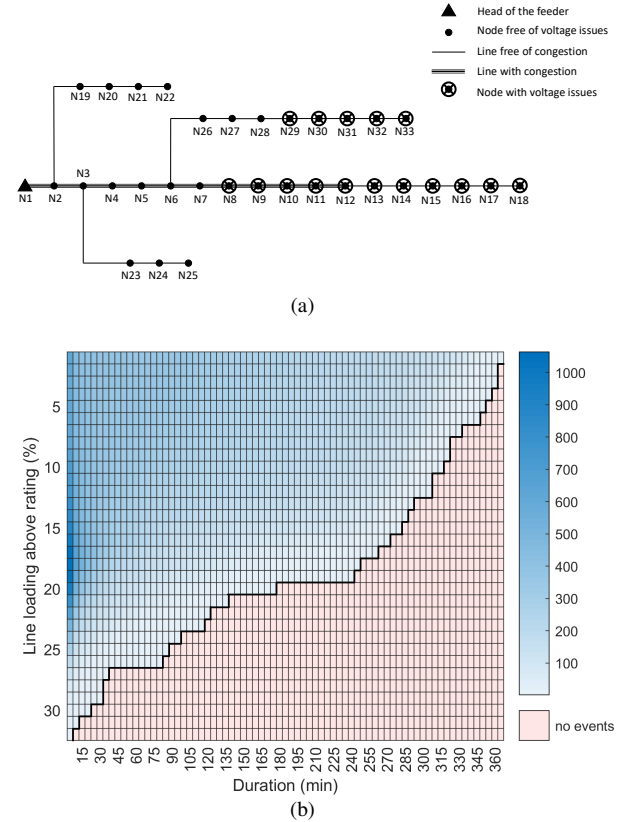 Head of the feeder
Node free of voltage issues
Line free of congestion
Line with congestion
Node with voltage issues
N19 N20 N21 N22
N26 N27 N28 N29 N30 N31 N32 N33
N3
N1 N2 N4 N5 N6 N7 N8 N9 N10 N11 N12 N13 N14 N15 N16 N17 N18
N23 N24 N25
(a)
Line loading above rating (%)
5
10
15
20
25
30
1000
900
800
700
600
500
400
300
200
100
no events
15 30 45 60 75 90 105 120 135 150 165 180 195 210 225 240 255 270 285 300 315 330 345 360
Duration (min)
(b)